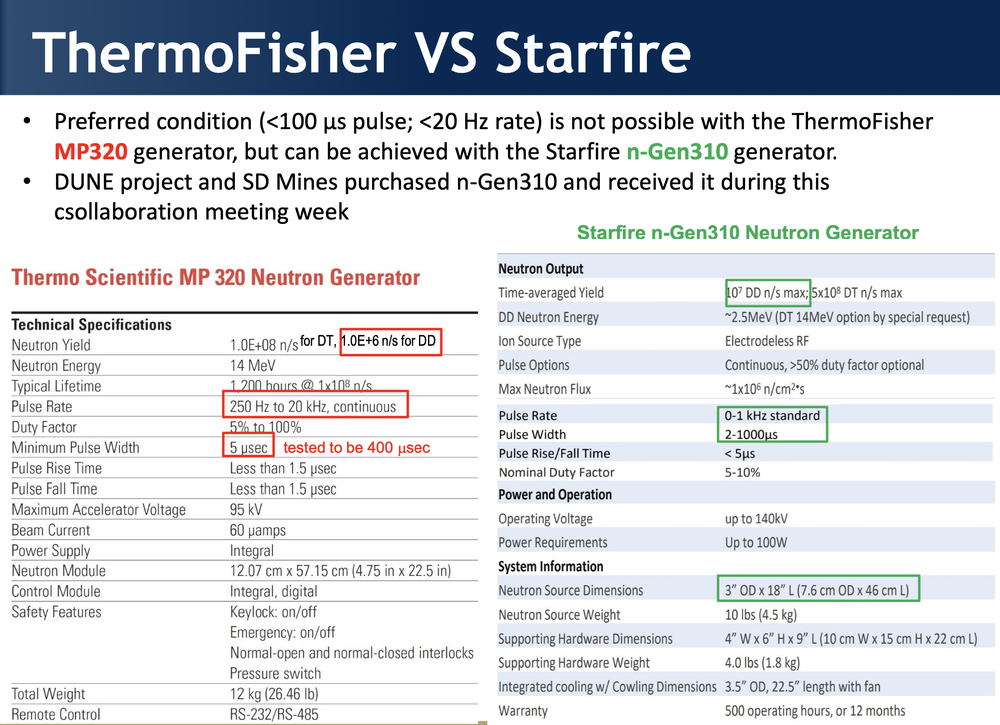 ThermoFisher VS Starfire
• Preferred condition (<100 µs pulse; <20 Hz rate) is not possible with the ThermoFisher
MP320 generator, but can be achieved with the Starfire n-Gen310 generator.
• DUNE project and SD Mines purchased n-Gen310 and received it during this
csollaboration meeting week
Thermo Scientific MP 320 Neutron Generator
Technical Specifications
Neutron Yield 1.0E+08 n/s for DT, 1.0E+6 n/s for DD
Neutron Energy 14 MeV
Typical Lifetime 1,200 hours @ 1x10⁸ n/s
Pulse Rate 250 Hz to 20 kHz, continuous
Duty Factor 5% to 100%
Minimum Pulse Width 5 µsec tested to be 400 µsec
Pulse Rise Time Less than 1.5 µsec
Pulse Fall Time Less than 1.5 µsec
Maximum Accelerator Voltage 95 kV
Beam Current 60 µamps
Power Supply Integral
Neutron Module 12.07 cm x 57.15 cm (4.75 in x 22.5 in)
Control Module Integral, digital
Safety Features Keylock: on/off
Emergency: on/off
Normal-open and normal-closed interlocks
Pressure switch
Total Weight 12 kg (26.46 lb)
Remote Control RS-232/RS-485
Starfire n-Gen310 Neutron Generator
Neutron Output
Time-averaged Yield 10⁷ DD n/s max; 5x10⁸ DT n/s max
DD Neutron Energy ~2.5MeV (DT 14MeV option by special request)
Ion Source Type Electrodeless RF
Pulse Options Continuous, >50% duty factor optional
Max Neutron Flux ~1x10⁶ n/cm²•s
Pulse Rate 0-1 kHz standard
Pulse Width 2-1000µs
Pulse Rise/Fall Time < 5µs
Nominal Duty Factor 5-10%
Power and Operation
Operating Voltage up to 140kV
Power Requirements Up to 100W
System Information
Neutron Source Dimensions 3” OD x 18” L (7.6 cm OD x 46 cm L)
Neutron Source Weight 10 lbs (4.5 kg)
Supporting Hardware Dimensions 4” W x 6” H x 9” L (10 cm W x 15 cm H x 22 cm L)
Supporting Hardware Weight 4.0 lbs (1.8 kg)
Integrated cooling w/ Cowling Dimensions 3.5” OD, 22.5” length with fan
Warranty 500 operating hours, or 12 months